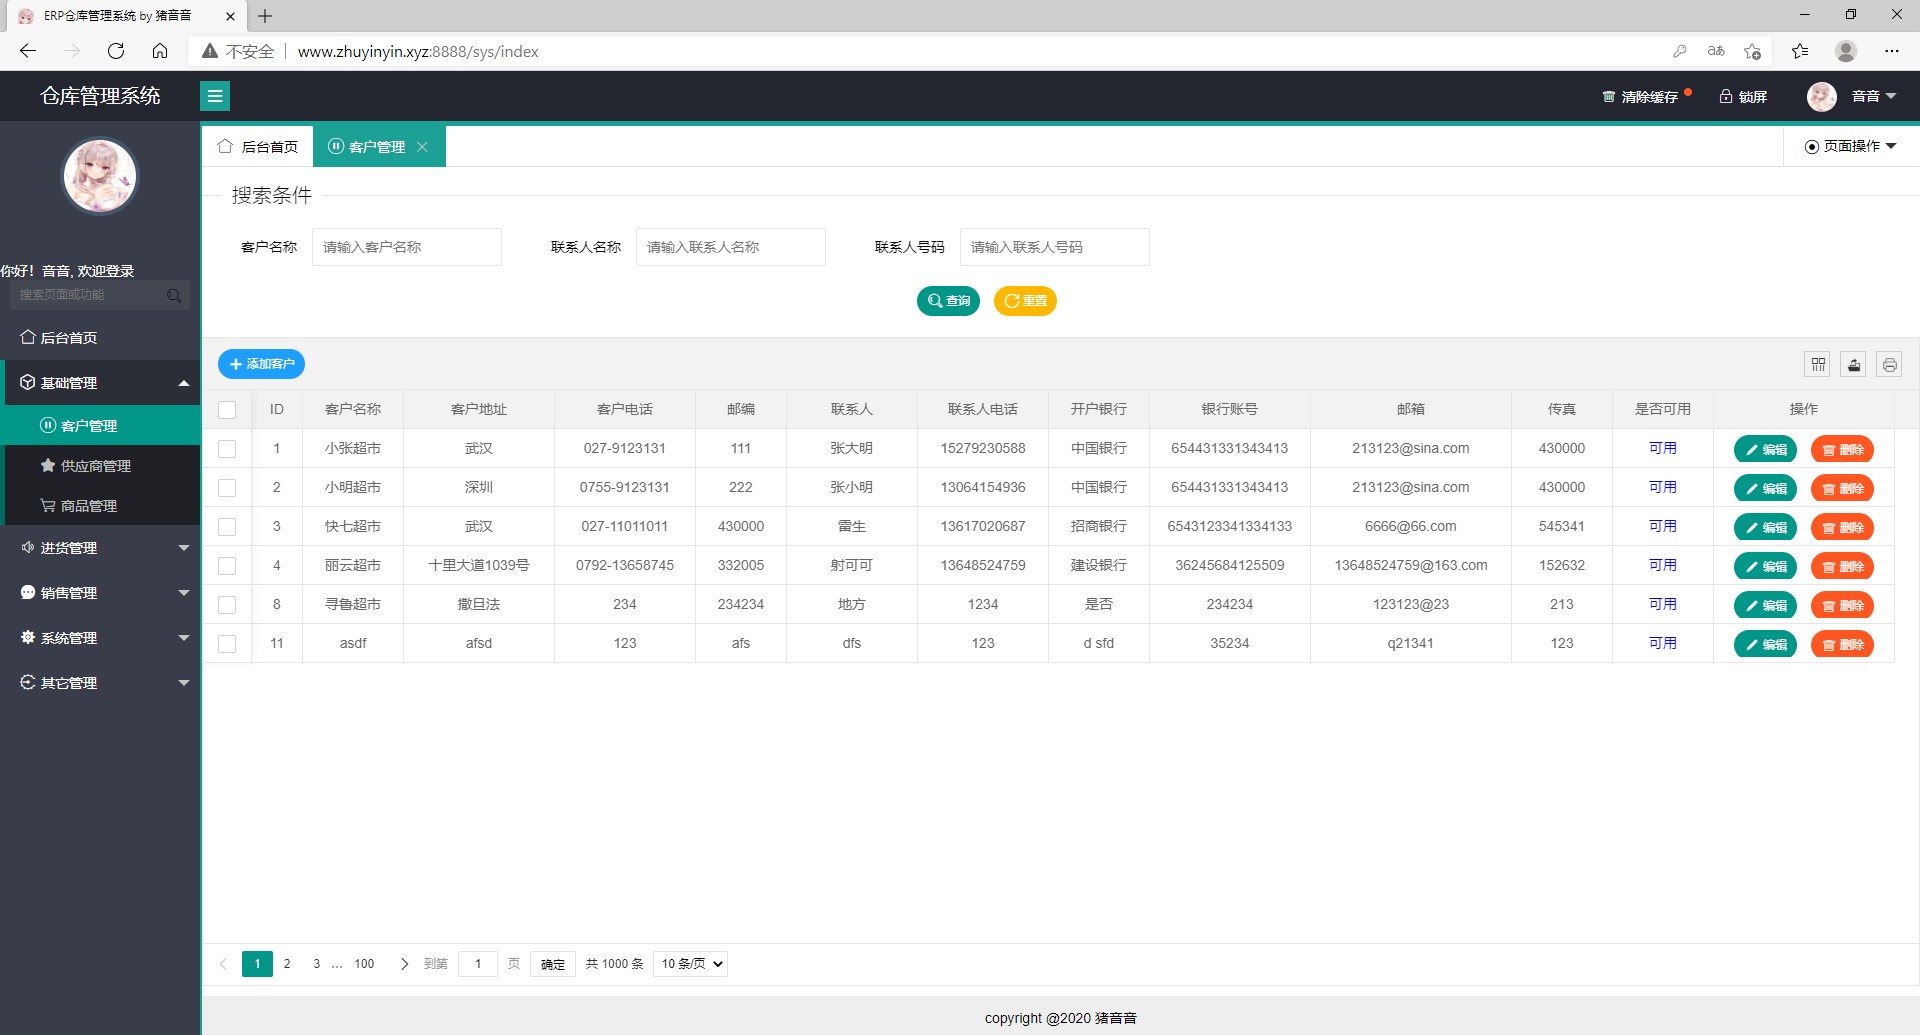 ERP仓库管理系统 by 猪音音
不安全 www.zhuyinyin.xyz:8888/sys/index
仓库管理系统 清除缓存 锁屏 音音
后台首页 客户管理 页面操作
搜索条件
客户名称 请输入客户名称 联系人名称 请输入联系人名称 联系人号码 请输入联系人号码
查询 重置
你好！音音, 欢迎登录
搜索页面或功能
后台首页
基础管理
客户管理
供应商管理
商品管理
进货管理
销售管理
系统管理
其它管理
添加客户
ID 客户名称 客户地址 客户电话 邮编 联系人 联系人电话 开户银行 银行账号 邮箱 传真 是否可用 操作
1 小张超市 武汉 027-9123131 111 张大明 15279230588 中国银行 654431331343413 213123@sina.com 430000 可用 编辑 删除
2 小明超市 深圳 0755-9123131 222 张小明 13064154936 中国银行 654431331343413 213123@sina.com 430000 可用 编辑 删除
3 快七超市 武汉 027-11011011 430000 雷生 13617020687 招商银行 6543123341334133 6666@66.com 545341 可用 编辑 删除
4 丽云超市 十里大道1039号 0792-13658745 332005 射可可 13648524759 建设银行 36245684125509 13648524759@163.com 152632 可用 编辑 删除
8 寻鲁超市 撒旦法 234 234234 地方 1234 是否 234234 123123@23 213 可用 编辑 删除
11 asdf afsd 123 afs dfs 123 d sfd 35234 q21341 123 可用 编辑 删除
1 2 3 … 100 到第 1 页 确定 共 1000 条 10 条/页
copyright @2020 猪音音